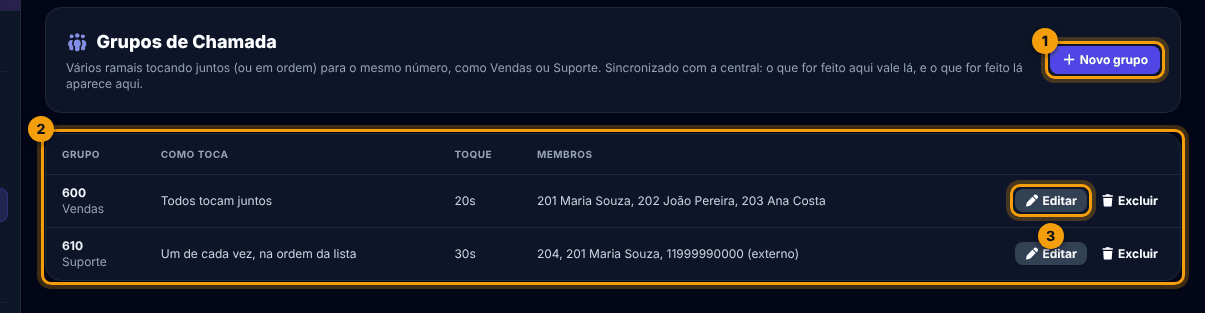 Grupos de Chamada
Vários ramais tocando juntos (ou em ordem) para o mesmo número, como Vendas ou Suporte. Sincronizado com a central: o que for feito aqui vale lá, e o que for feito lá
aparece aqui.
1
+ Novo grupo
2
GRUPO COMO TOCA TOQUE MEMBROS
600
Vendas
Todos tocam juntos 20s 201 Maria Souza, 202 João Pereira, 203 Ana Costa Editar Excluir
3
610
Suporte
Um de cada vez, na ordem da lista 30s 204, 201 Maria Souza, 11999990000 (externo) Editar Excluir